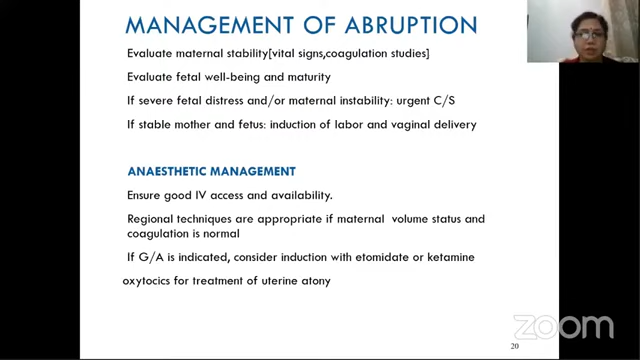 MANAGEMENT OF ABRUPTION
Evaluate maternal stability[vital signs,coagulation studies]
Evaluate fetal well-being and maturity
If severe fetal distress and/or maternal instability: urgent C/S
If stable mother and fetus: induction of labor and vaginal delivery
ANAESTHETIC MANAGEMENT
Ensure good IV access and availability.
Regional techniques are appropriate if maternal volume status and
coagulation is normal
If G/A is indicated, consider induction with etomidate or ketamine
oxytocics for treatment of uterine atony
zoom
20